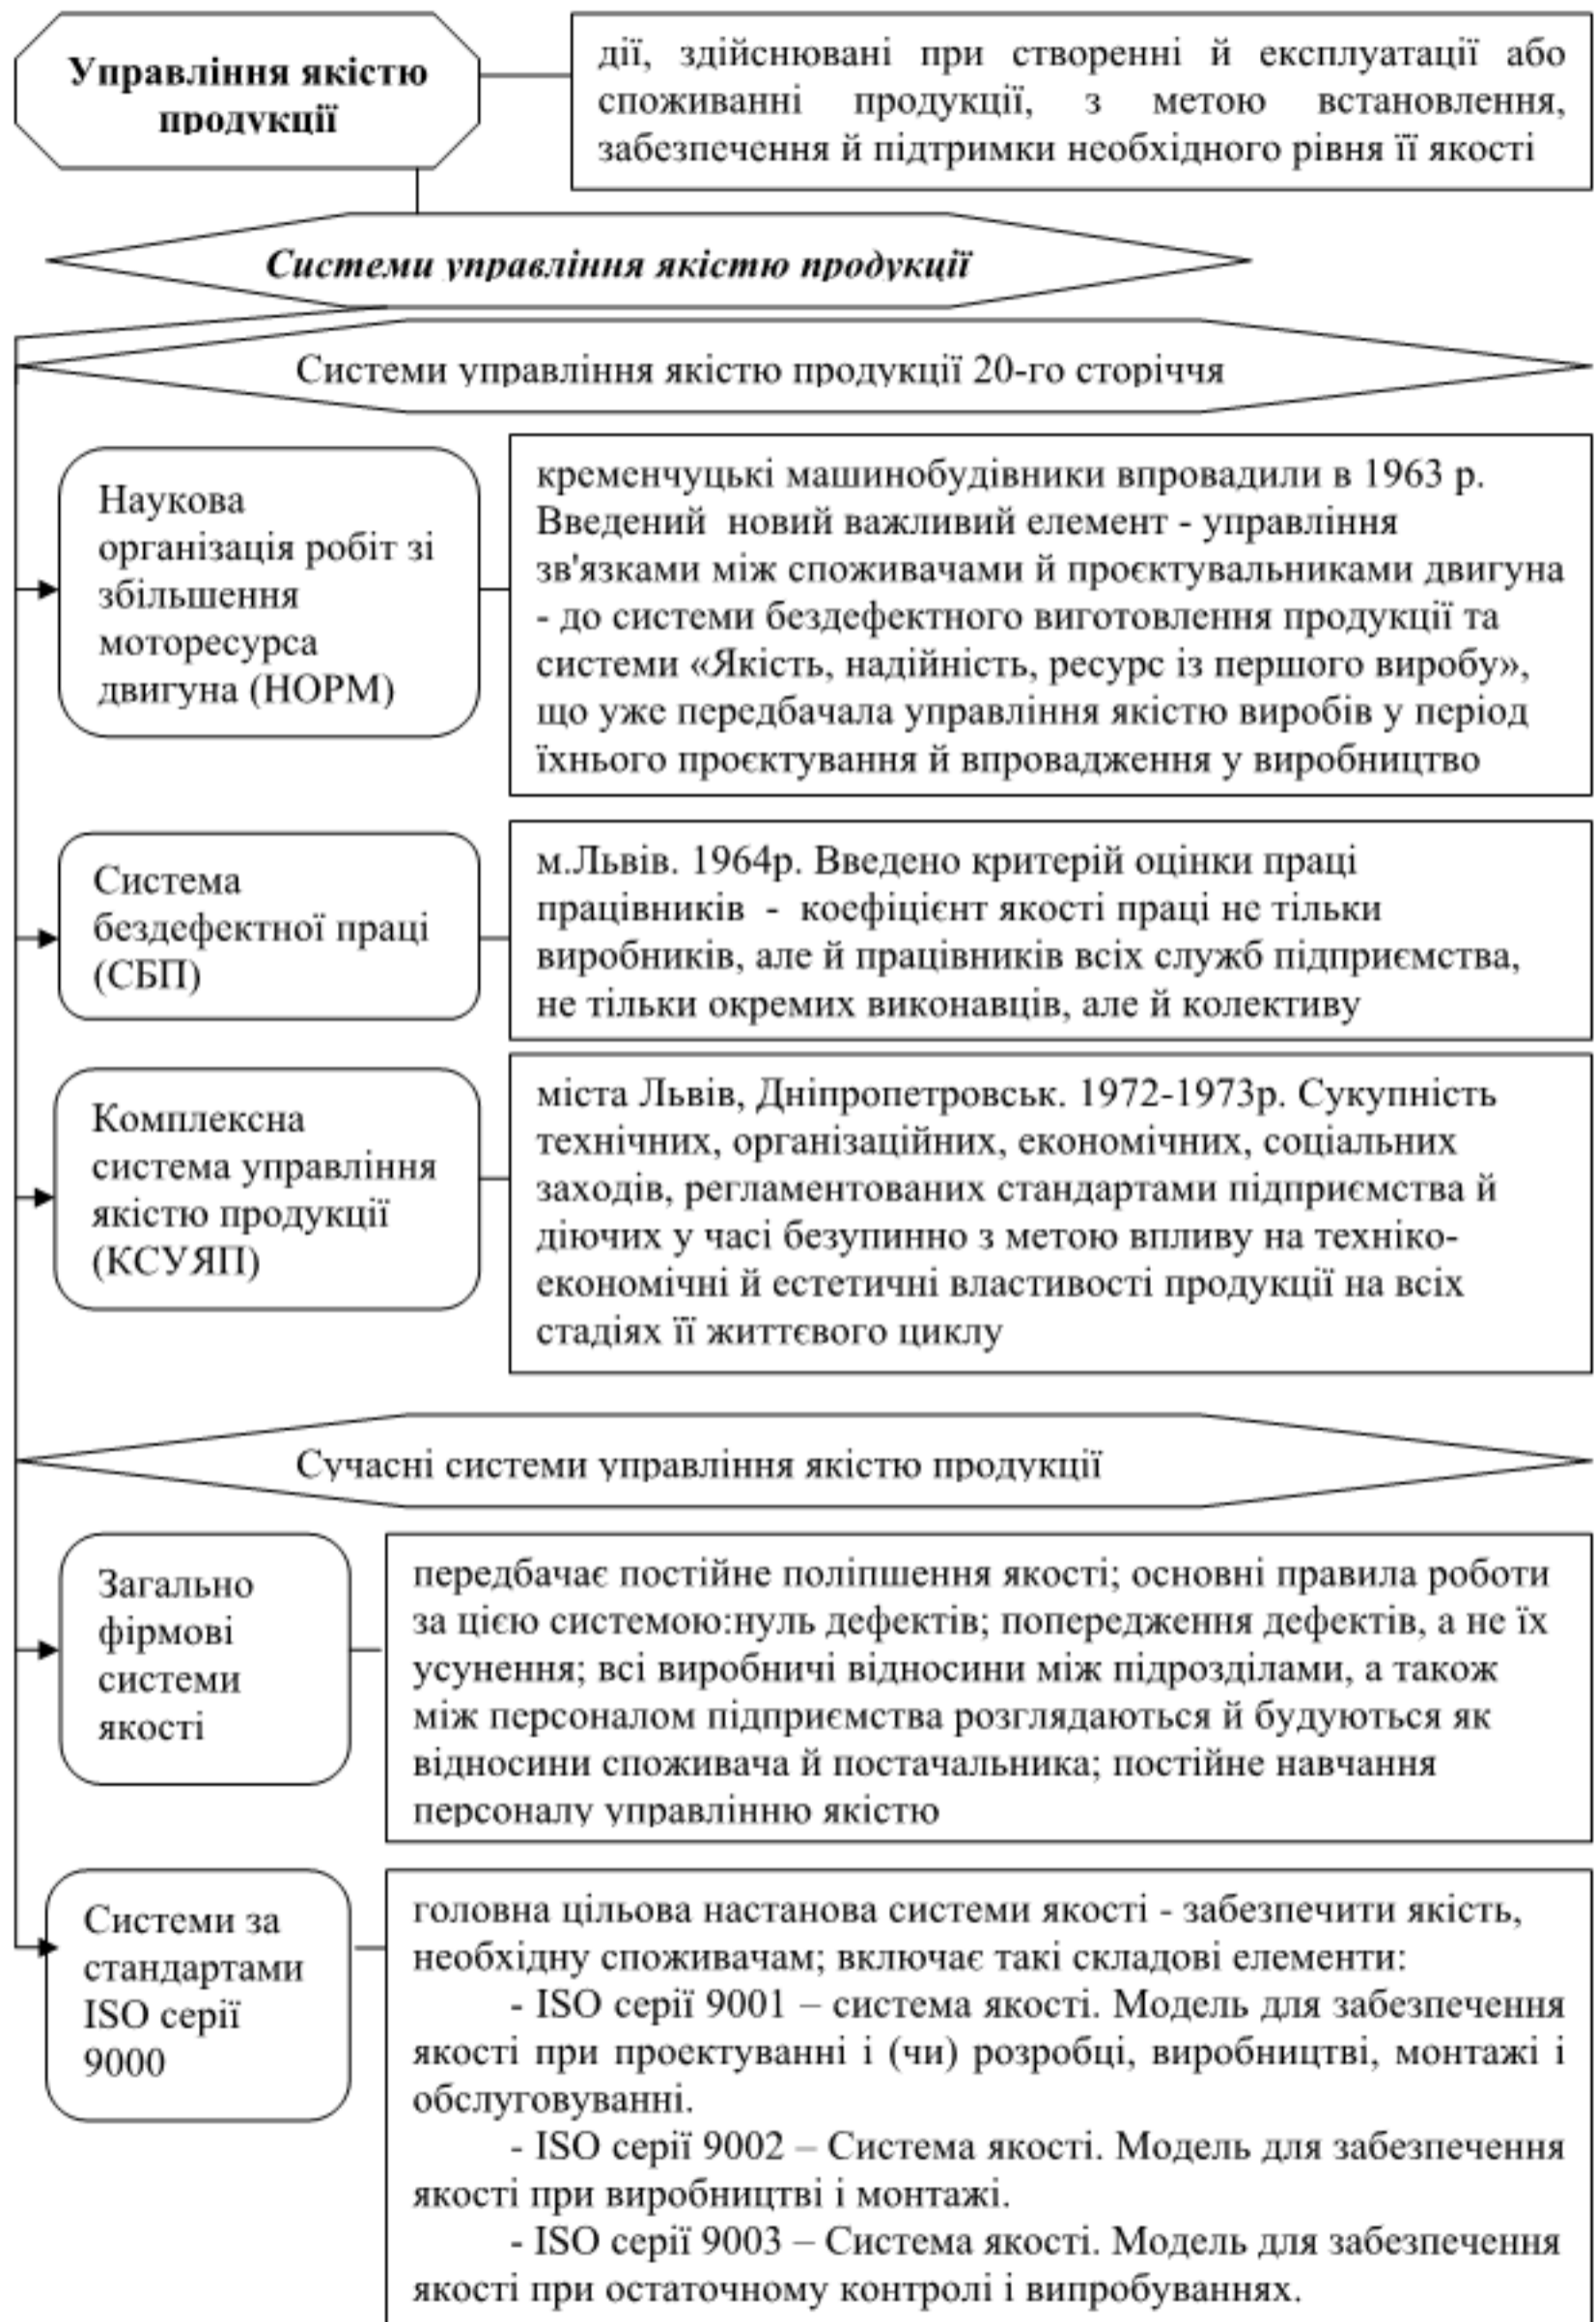 Управління якістю
продукції
дії, здійснювані при створенні й експлуатації або
споживанні продукції, з метою встановлення,
забезпечення й підтримки необхідного рівня її якості
Системи управління якістю продукції
Системи управління якістю продукції 20-го сторіччя
Наукова
організація робіт зі
збільшення
моторесурса
двигуна (НОРМ)
кременчуцькі машинобудівники впровадили в 1963 р.
Введений  новий важливий елемент - управління
зв'язками між споживачами й проєктувальниками двигуна
- до системи бездефектного виготовлення продукції та
системи «Якість, надійність, ресурс із першого виробу»,
що уже передбачала управління якістю виробів у період
їхнього проєктування й впровадження у виробництво
Система
бездефектної праці
(СБП)
м.Львів. 1964р. Введено критерій оцінки праці
працівників  -  коефіцієнт якості праці не тільки
виробників, але й працівників всіх служб підприємства,
не тільки окремих виконавців, але й колективу
Комплексна
система управління
якістю продукції
(КСУЯП)
міста Львів, Дніпропетровськ. 1972-1973р. Сукупність
технічних, організаційних, економічних, соціальних
заходів, регламентованих стандартами підприємства й
діючих у часі безупинно з метою впливу на техніко-
економічні й естетичні властивості продукції на всіх
стадіях її життєвого циклу
Сучасні системи управління якістю продукції
Загально
фірмові
системи
якості
передбачає постійне поліпшення якості; основні правила роботи
за цією системою:нуль дефектів; попередження дефектів, а не їх
усунення; всі виробничі відносини між підрозділами, а також
між персоналом підприємства розглядаються й будуються як
відносини споживача й постачальника; постійне навчання
персоналу управлінню якістю
Системи за
стандартами
ISO серії
9000
головна цільова настанова системи якості - забезпечити якість,
необхідну споживачам; включає такі складові елементи:
- ISO серії 9001 – система якості. Модель для забезпечення
якості при проектуванні і (чи) розробці, виробництві, монтажі і
обслуговуванні.
- ISO серії 9002 – Система якості. Модель для забезпечення
якості при виробництві і монтажі.
- ISO серії 9003 – Система якості. Модель для забезпечення
якості при остаточному контролі і випробуваннях.